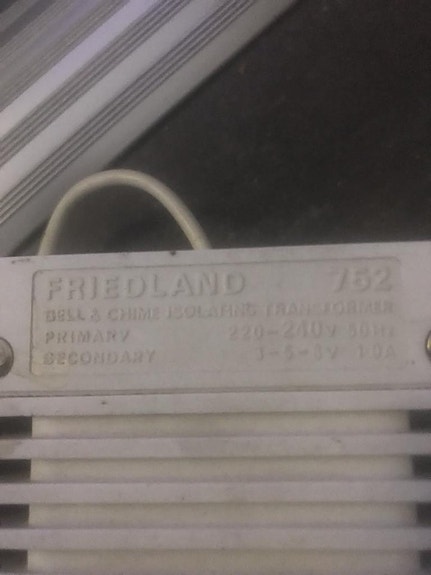 FRIEDLAND 752
BELL & CHIME ISOLATING TRANSFORMER
PRIMARY 220-240V 50Hz
SECONDARY 3-5-8V 1.0A